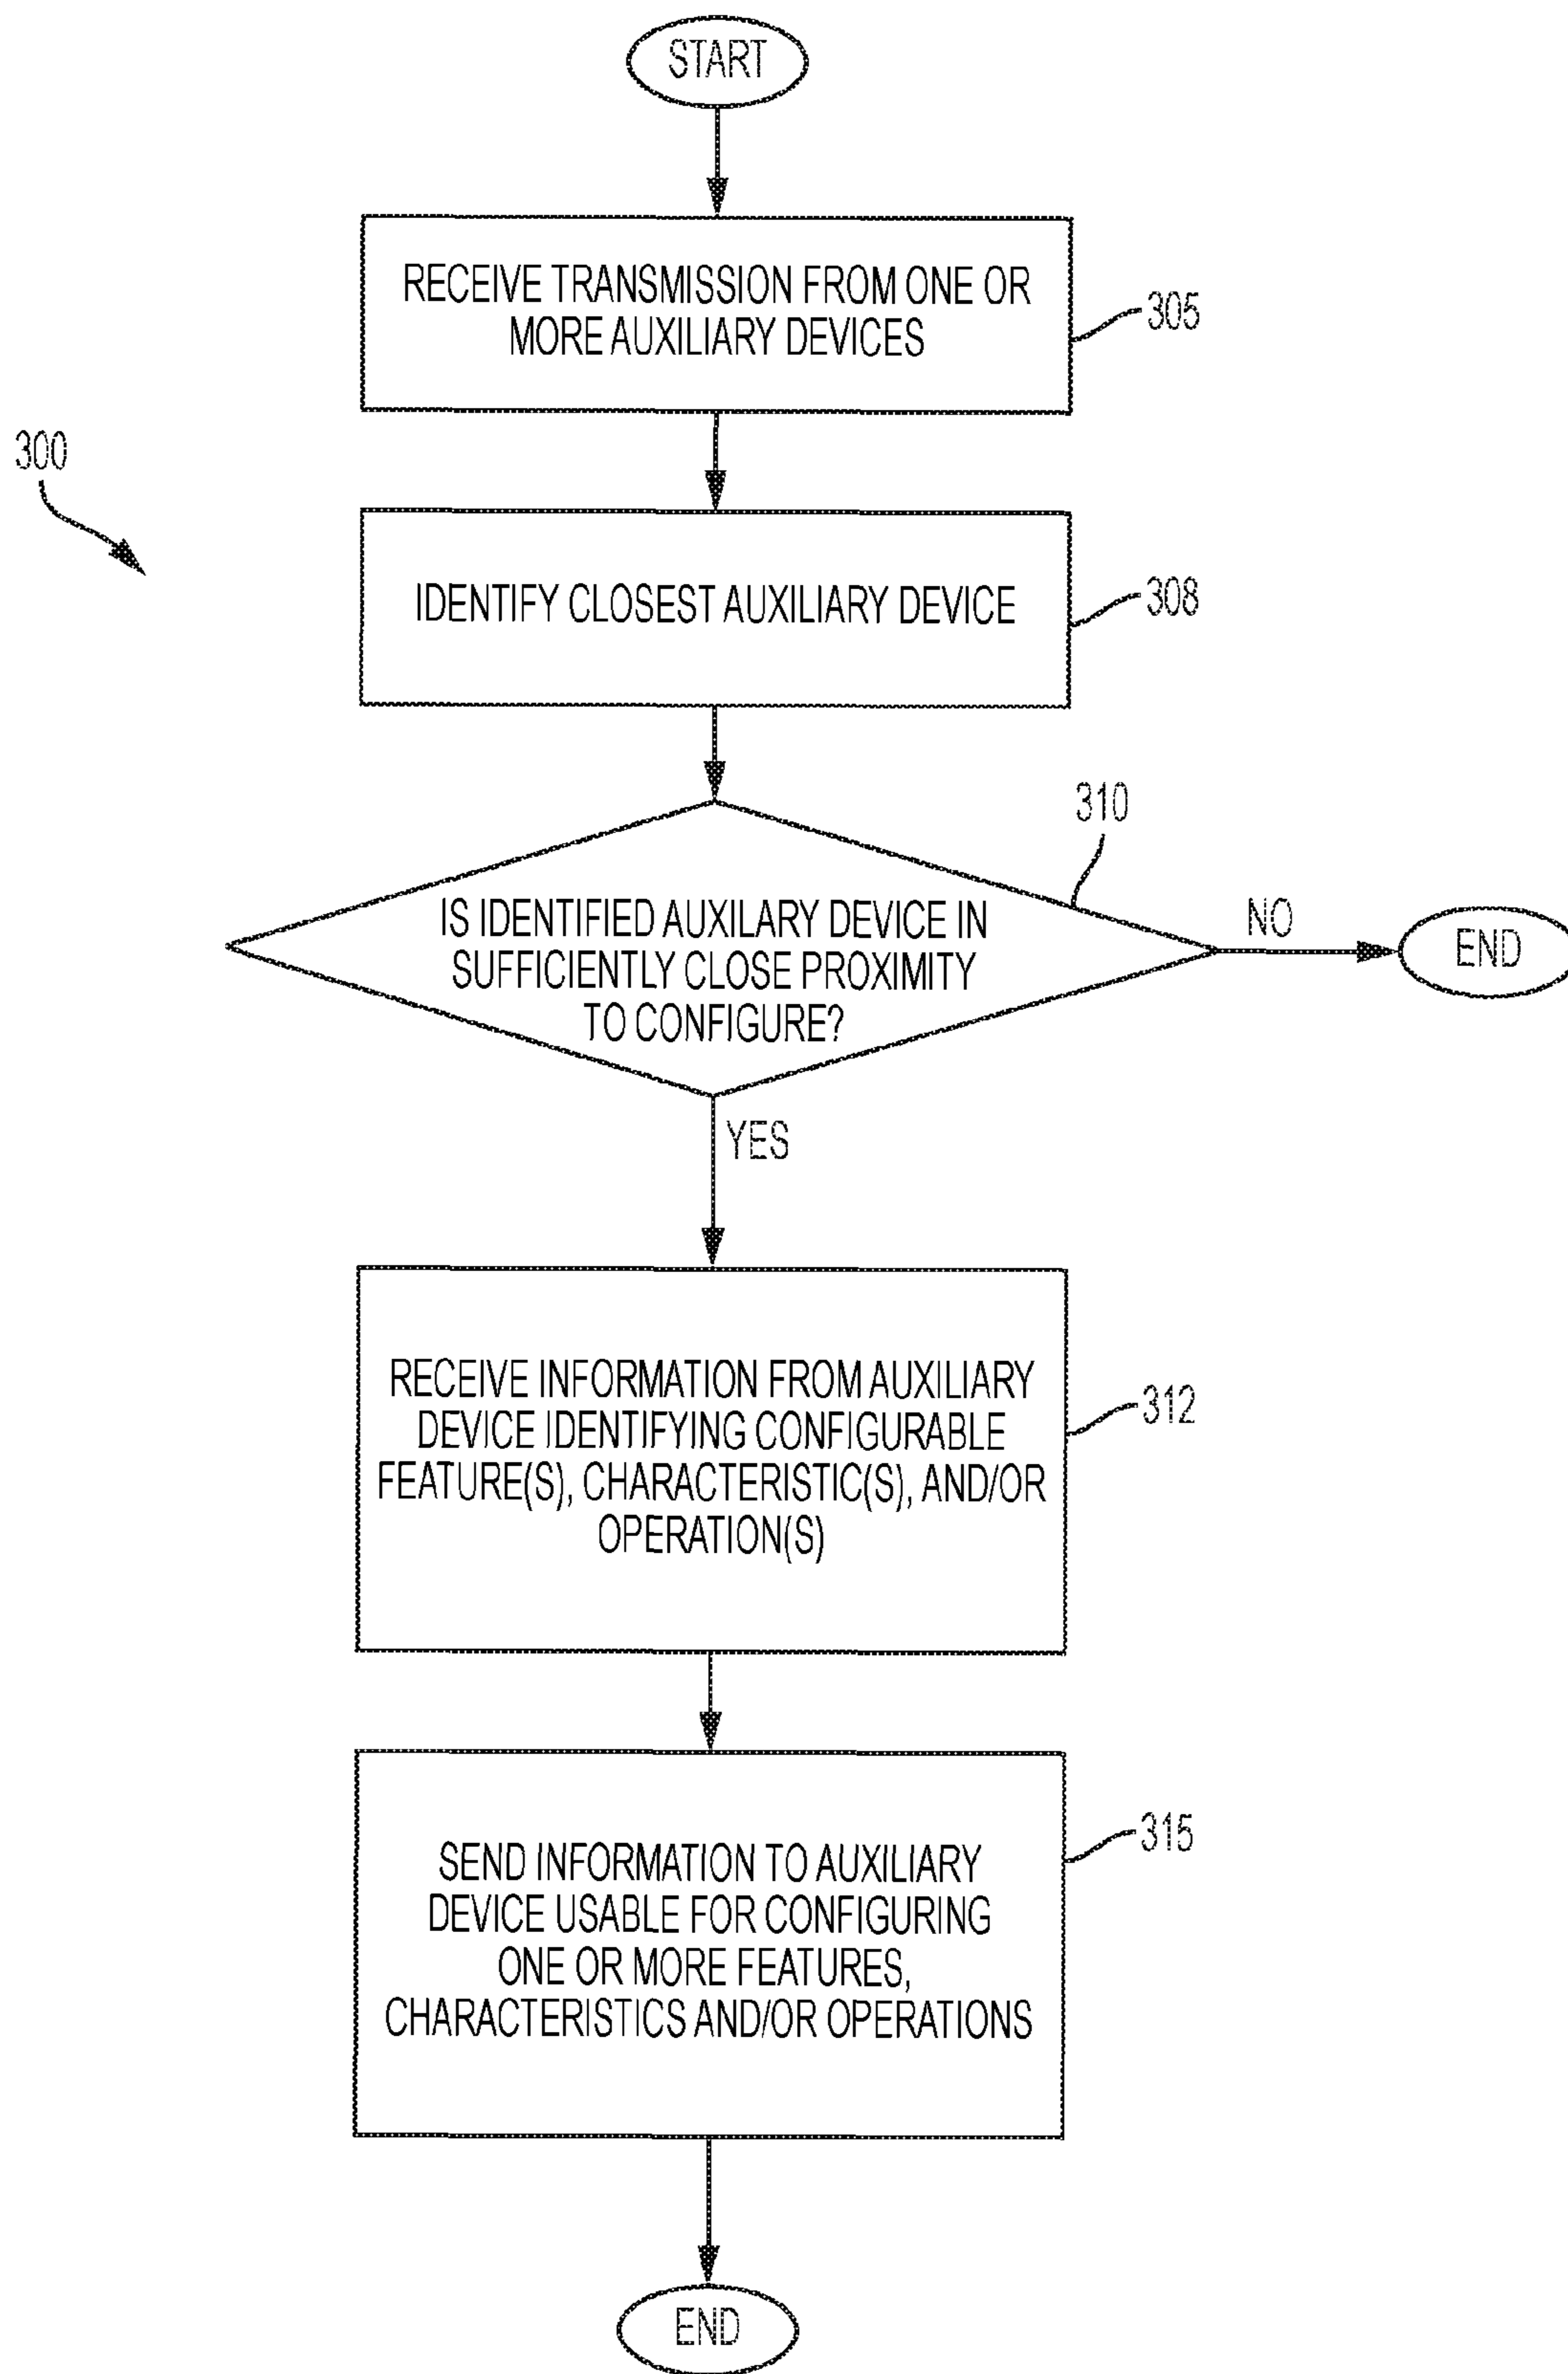 START
RECEIVE TRANSMISSION FROM ONE OR
MORE AUXILIARY DEVICES
305
300
IDENTIFY CLOSEST AUXILIARY DEVICE
308
310
IS IDENTIFIED AUXILARY DEVICE IN
SUFFICIENTLY CLOSE PROXIMITY
TO CONFIGURE?
NO
END
YES
RECEIVE INFORMATION FROM AUXILIARY
DEVICE IDENTIFYING CONFIGURABLE
FEATURE(S), CHARACTERISTIC(S), AND/OR
OPERATION(S)
312
SEND INFORMATION TO AUXILIARY
DEVICE USABLE FOR CONFIGURING
ONE OR MORE FEATURES,
CHARACTERISTICS AND/OR OPERATIONS
315
END